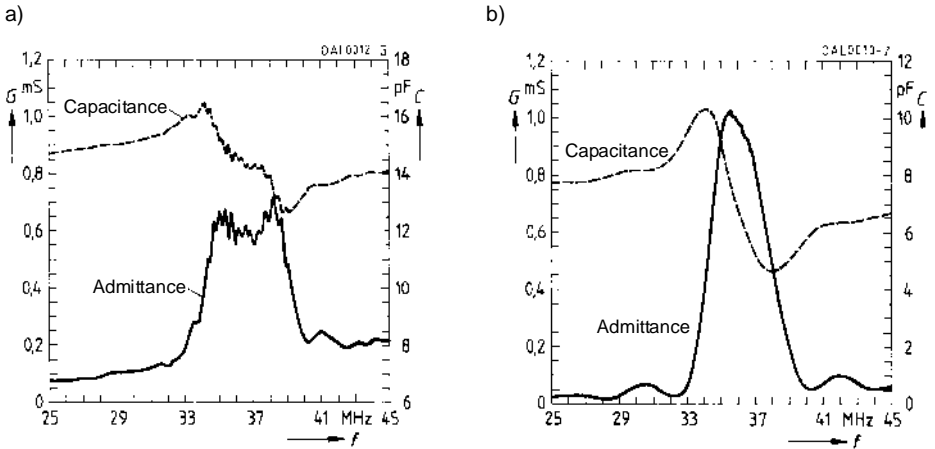 a)
DAL0012-3
1,2
mS
G
1,0
0,8
0,6
0,4
0,2
0
18
pF
C
16
14
12
10
8
6
Capacitance
Admittance
25 29 33 37 41 MHz 45
f
b)
1,2
mS
G
1,0
0,8
0,6
0,4
0,2
0
12
pF
C
10
8
6
4
2
0
Capacitance
Admittance
25 29 33 37 41 MHz 45
f